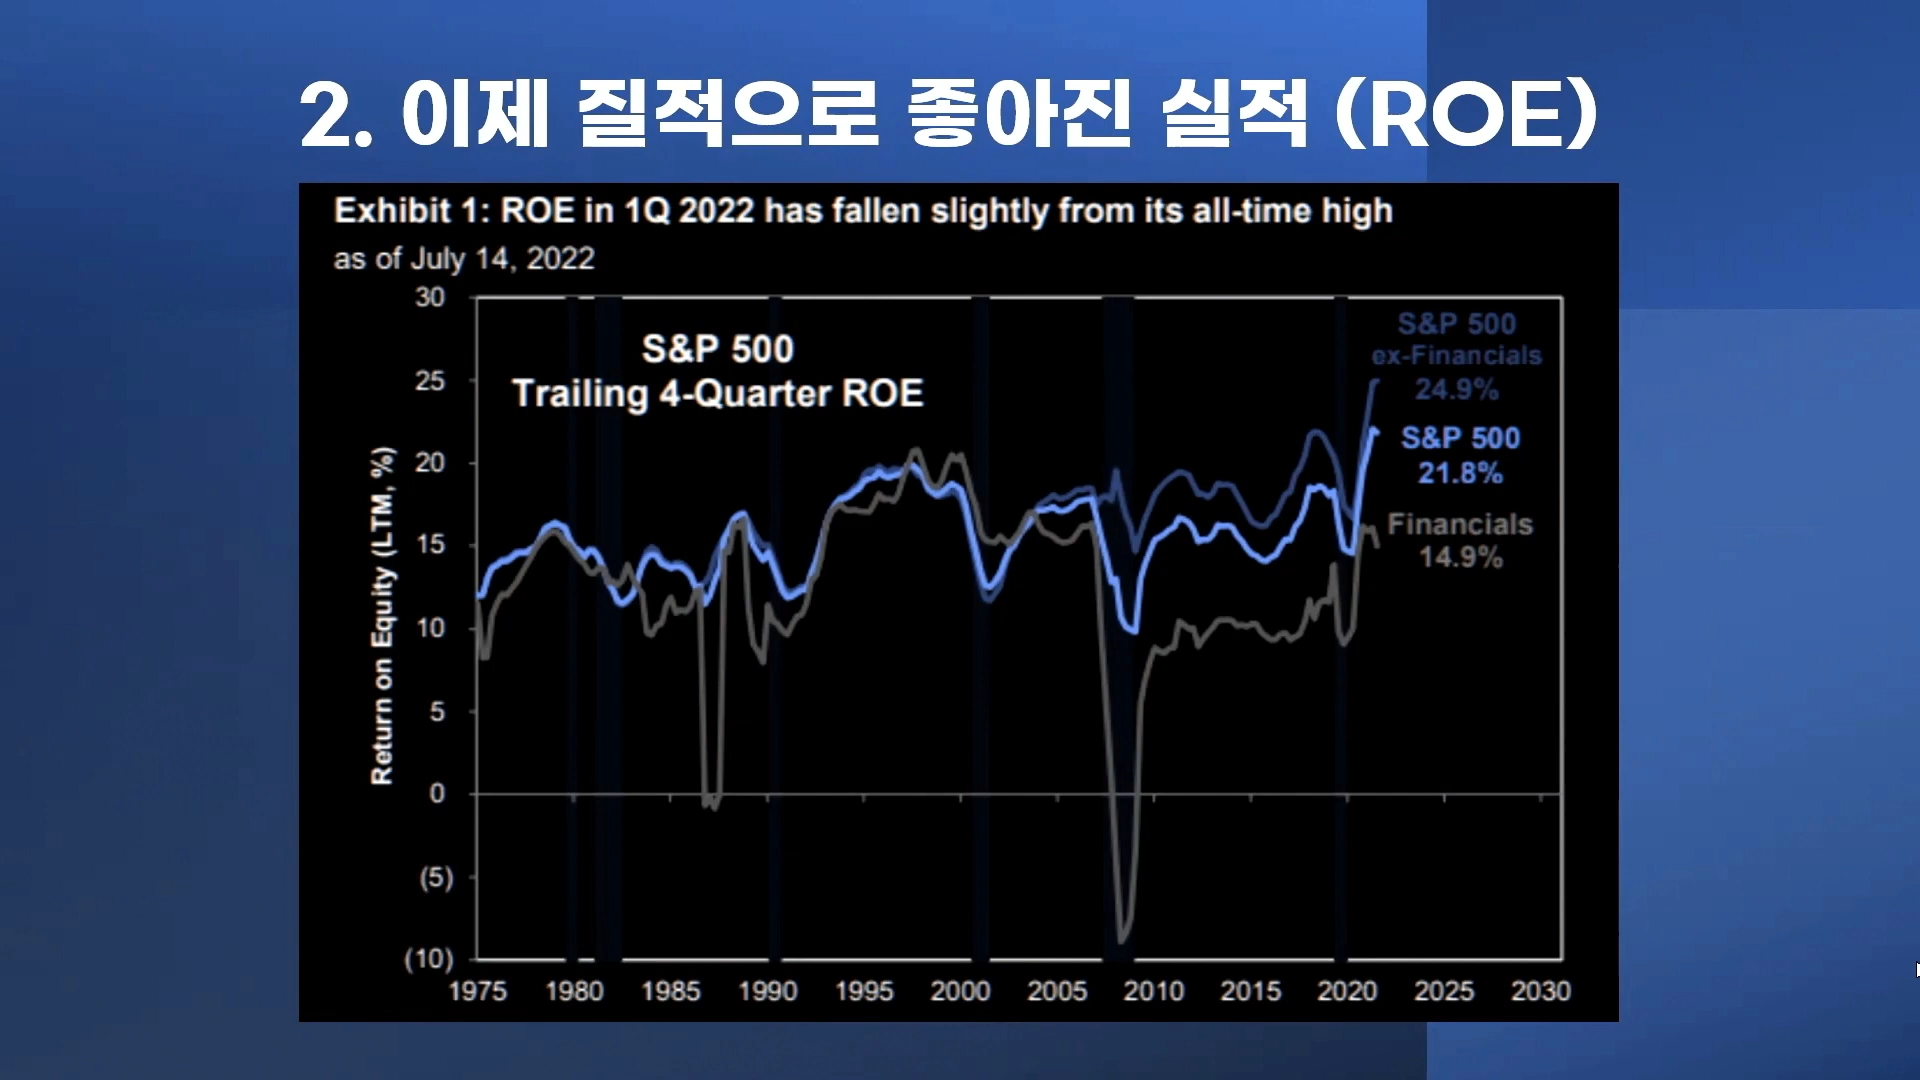 2. 이제 질적으로 좋아진 실적 (ROE)
Exhibit 1: ROE in 1Q 2022 has fallen slightly from its all-time high
as of July 14, 2022
S&P 500
Trailing 4-Quarter ROE
Return on Equity (LTM, %)
30
25
20
15
10
5
0
(5)
(10)
S&P 500
ex-Financials
24.9%
S&P 500
21.8%
Financials
14.9%
1975 1980 1985 1990 1995 2000 2005 2010 2015 2020 2025 2030